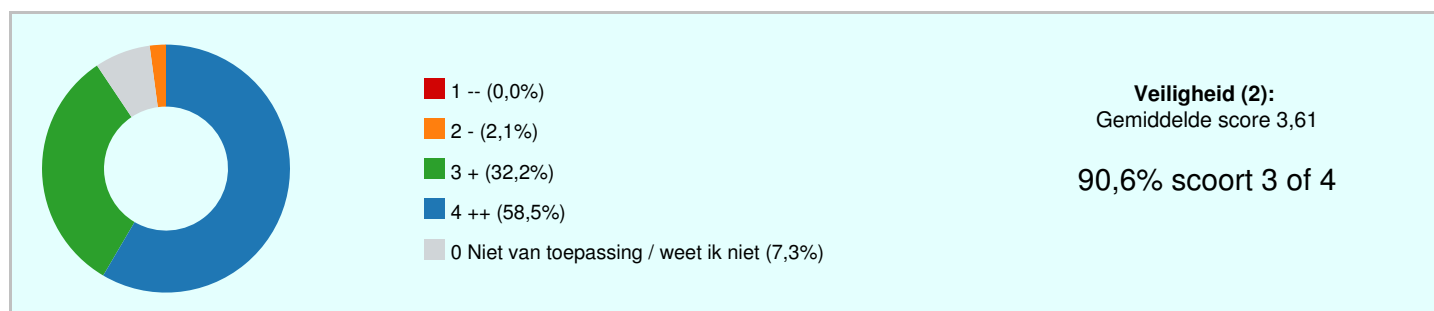 1 -- (0,0%)
2 - (2,1%)
3 + (32,2%)
4 ++ (58,5%)
0 Niet van toepassing / weet ik niet (7,3%)
Veiligheid (2):
Gemiddelde score 3,61
90,6% scoort 3 of 4